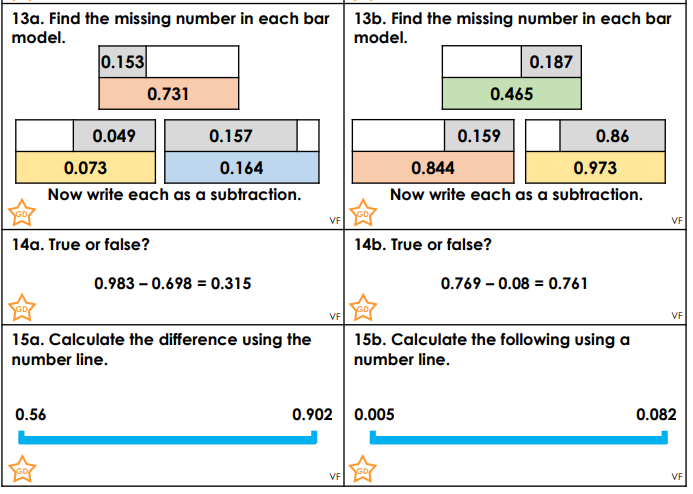 13a. Find the missing number in each bar
model.
0.153
0.731
0.049
0.073
0.157
0.164
Now write each as a subtraction.
GD
VF
13b. Find the missing number in each bar
model.
0.187
0.465
0.159
0.844
0.86
0.973
Now write each as a subtraction.
GD
VF
14a. True or false?
0.983 – 0.698 = 0.315
GD
VF
14b. True or false?
0.769 – 0.08 = 0.761
GD
VF
15a. Calculate the difference using the
number line.
0.56 0.902
GD
VF
15b. Calculate the following using a
number line.
0.005 0.082
GD
VF